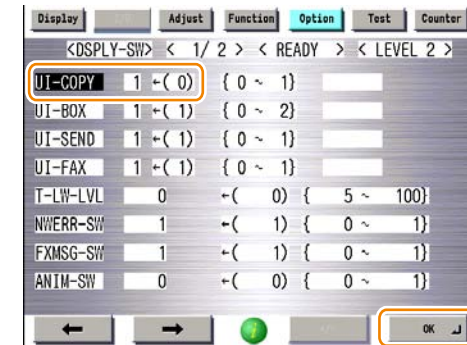 Display Adjust Function Option Test Counter
<DSPLY-SW> < 1/ 2 > < READY > < LEVEL 2 >
UI-COPY 1 ←( 0) { 0 ~ 1}
UI-BOX 1 ←( 1) { 0 ~ 2}
UI-SEND 1 ←( 1) { 0 ~ 1}
UI-FAX 1 ←( 1) { 0 ~ 1}
T-LW-LVL 0 ←( 0) { 5 ~ 100}
NWERR-SW 1 ←( 1) { 0 ~ 1}
FXMSG-SW 1 ←( 1) { 0 ~ 1}
ANIM-SW 0 ←( 0) { 0 ~ 1}
← → i OK ↵